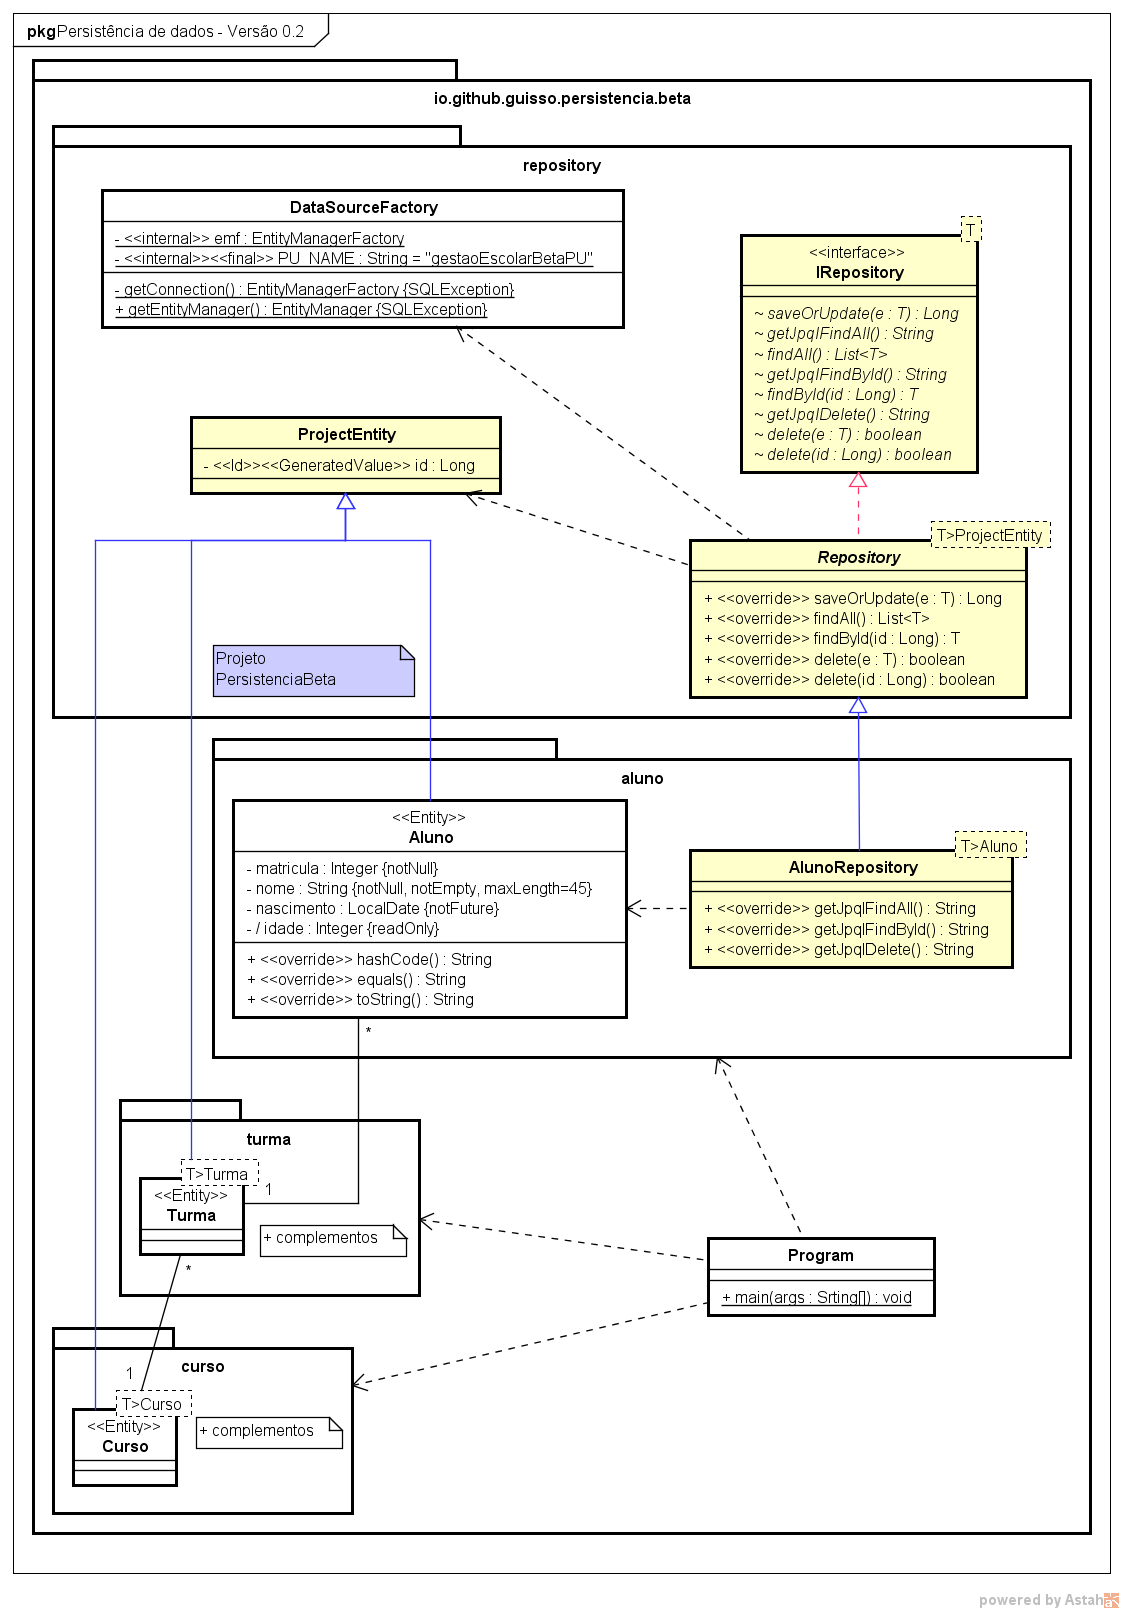 pkg Persistência de dados - Versão 0.2
io.github.guisso.persistencia.beta
repository
DataSourceFactory
- <<internal>> emf : EntityManagerFactory
- <<internal>><<final>> PU_NAME : String = "gestaoEscolarBetaPU"
- getConnection() : EntityManagerFactory {SQLException}
+ getEntityManager() : EntityManager {SQLException}
T
<<interface>>
IRepository
~ saveOrUpdate(e : T) : Long
~ getJpqlFindAll() : String
~ findAll() : List<T>
~ getJpqlFindById() : String
~ findById(id : Long) : T
~ getJpqlDelete() : String
~ delete(e : T) : boolean
~ delete(id : Long) : boolean
ProjectEntity
- <<Id>><<GeneratedValue>> id : Long
T>ProjectEntity
Repository
+ <<override>> saveOrUpdate(e : T) : Long
+ <<override>> findAll() : List<T>
+ <<override>> findById(id : Long) : T
+ <<override>> delete(e : T) : boolean
+ <<override>> delete(id : Long) : boolean
Projeto
PersistenciaBeta
aluno
<<Entity>>
Aluno
- matricula : Integer {notNull}
- nome : String {notNull, notEmpty, maxLength=45}
- nascimento : LocalDate {notFuture}
- / idade : Integer {readOnly}
+ <<override>> hashCode() : String
+ <<override>> equals() : String
+ <<override>> toString() : String
*
T>Aluno
AlunoRepository
+ <<override>> getJpqlFindAll() : String
+ <<override>> getJpqlFindById() : String
+ <<override>> getJpqlDelete() : String
turma
T>Turma
1
<<Entity>>
Turma
+ complementos
*
Program
+ main(args : Srting[]) : void
curso
1
T>Curso
<<Entity>>
Curso
+ complementos
powered by Astah